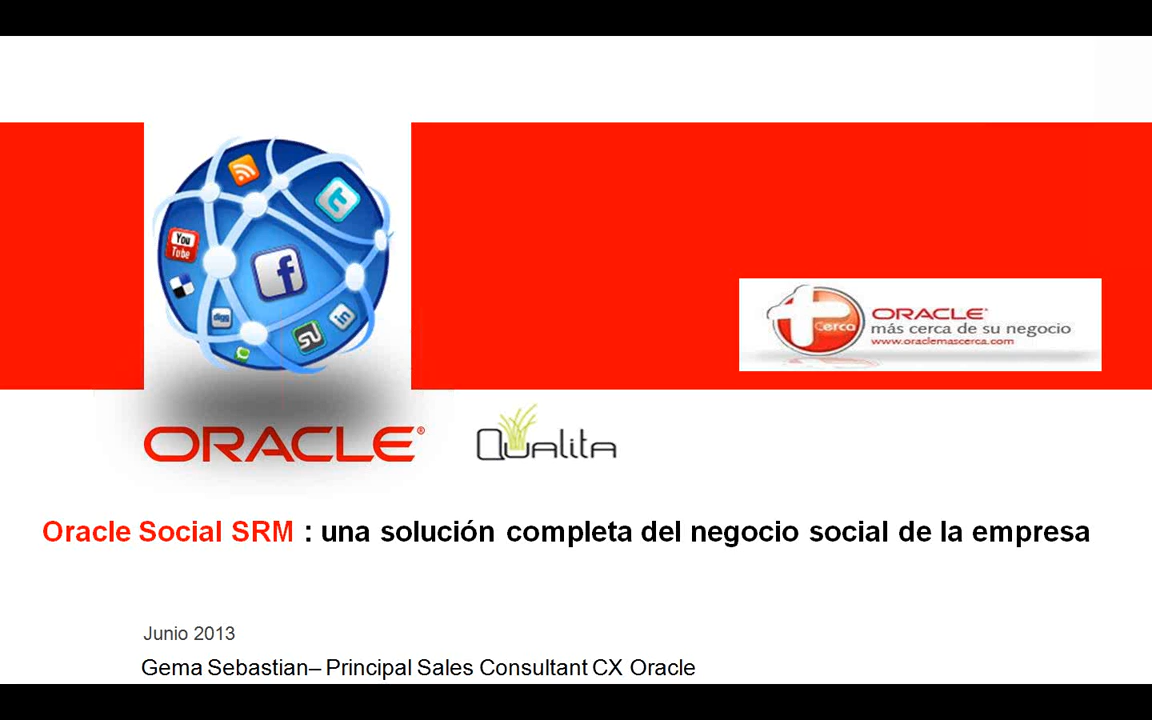 You
Tube
digg
Cerca
ORACLE
más cerca de su negocio
www.oraclemascerca.com
ORACLE®
Qualita
Oracle Social SRM : una solución completa del negocio social de la empresa
Junio 2013
Gema Sebastian– Principal Sales Consultant CX Oracle